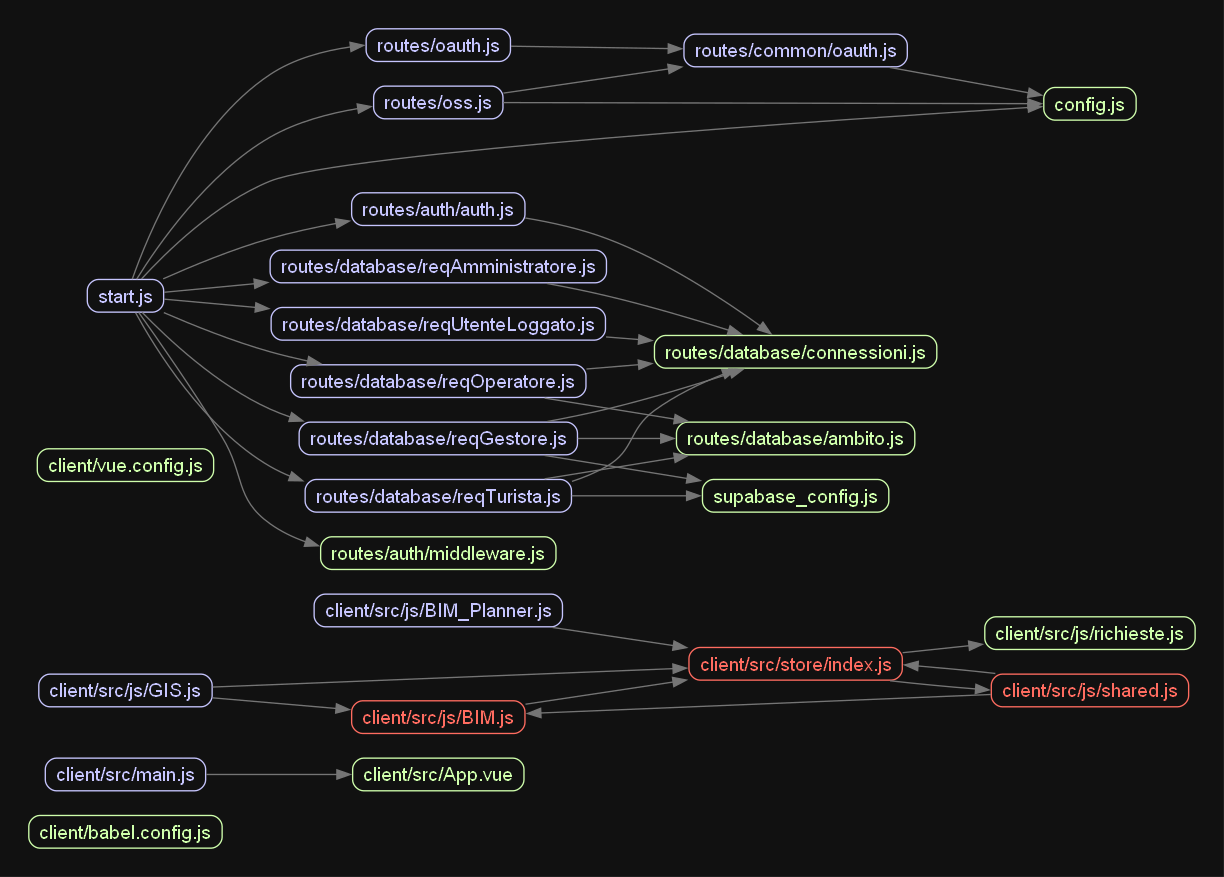 routes/oauth.js
routes/common/oauth.js
routes/oss.js
config.js
routes/auth/auth.js
routes/database/reqAmministratore.js
start.js
routes/database/reqUtenteLoggato.js
routes/database/connessioni.js
routes/database/reqOperatore.js
routes/database/reqGestore.js
routes/database/ambito.js
client/vue.config.js
routes/database/reqTurista.js
supabase_config.js
routes/auth/middleware.js
client/src/js/BIM_Planner.js
client/src/js/richieste.js
client/src/store/index.js
client/src/js/GIS.js
client/src/js/shared.js
client/src/js/BIM.js
client/src/main.js
client/src/App.vue
client/babel.config.js